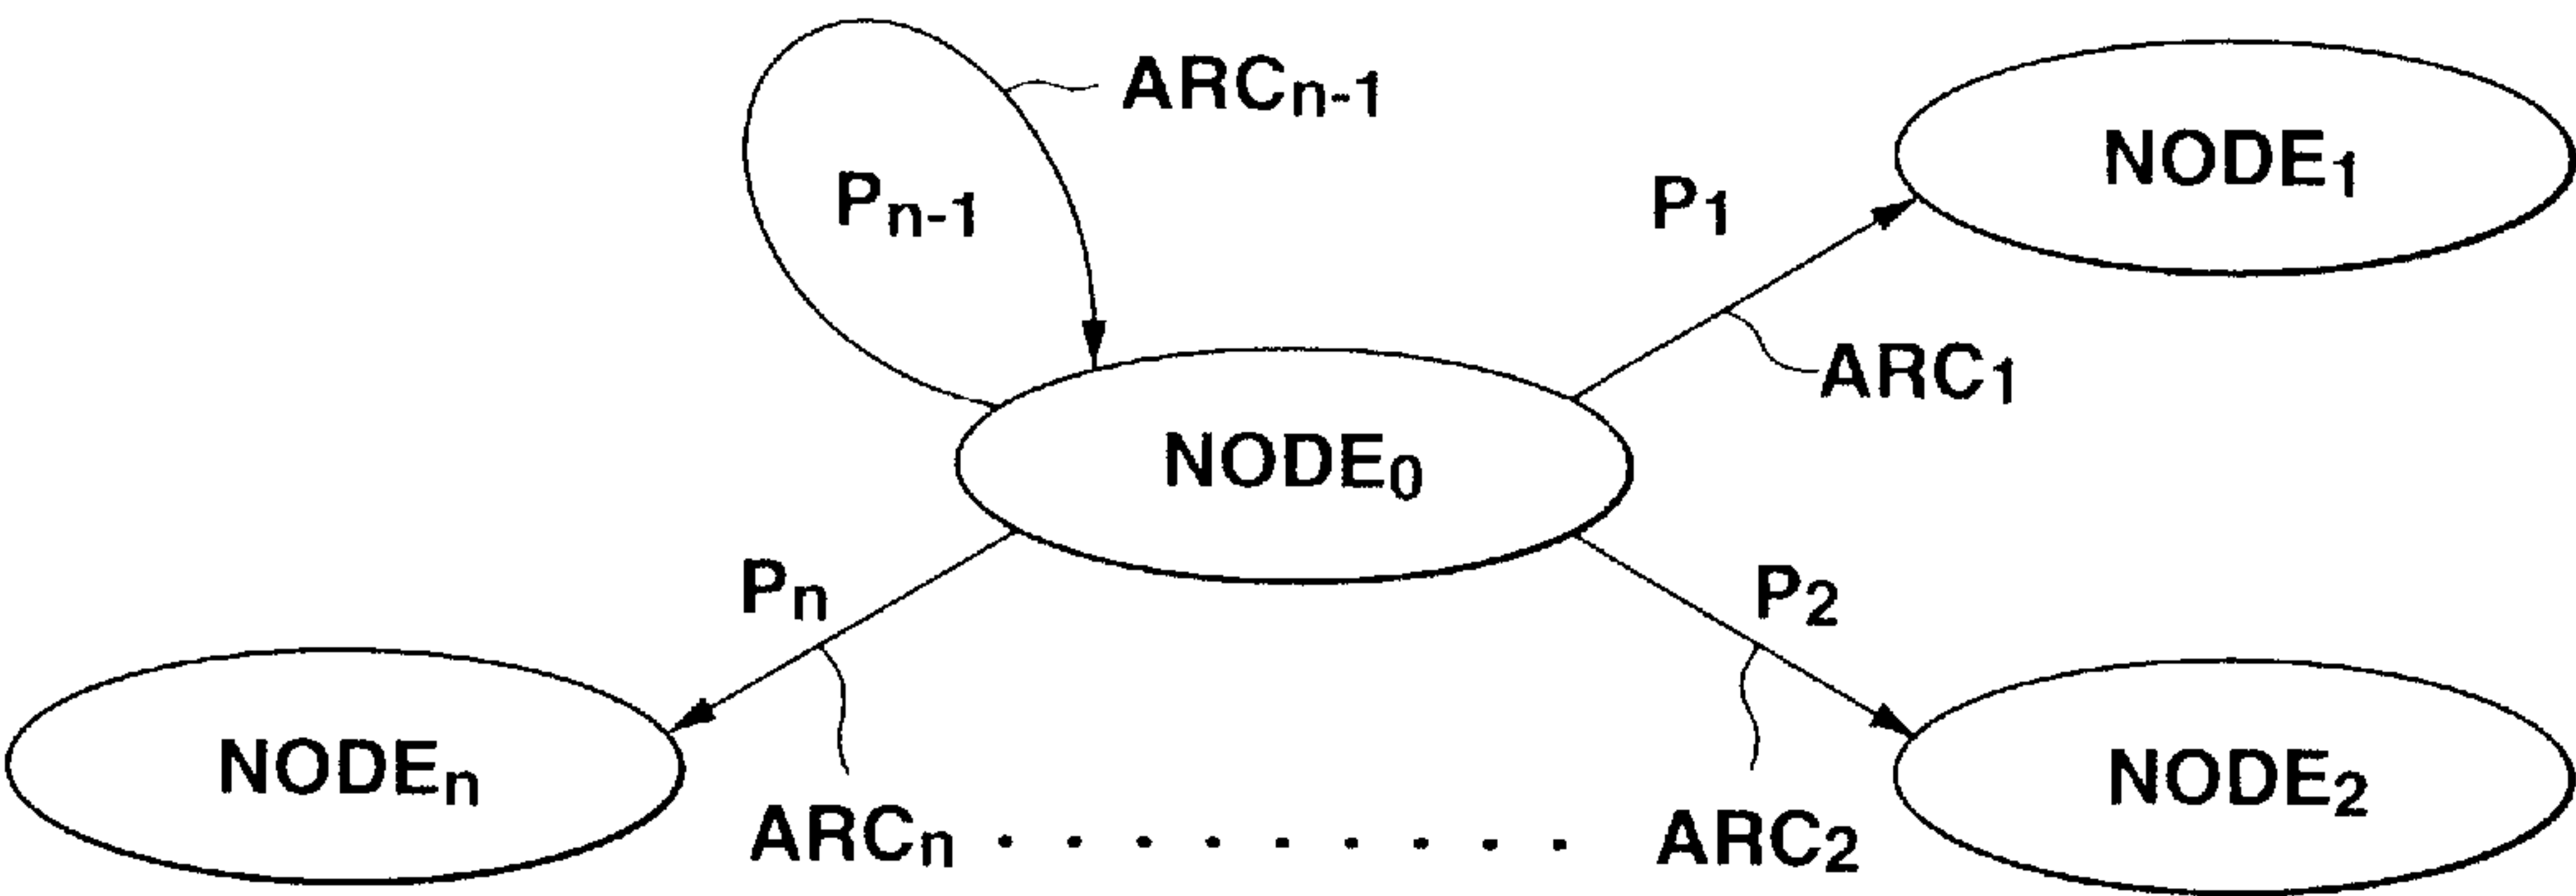 ARCn-1
NODE1
Pn-1
P1
ARC1
NODE0
Pn
P2
NODEn
NODE2
ARCn . . . . . . . . . ARC2